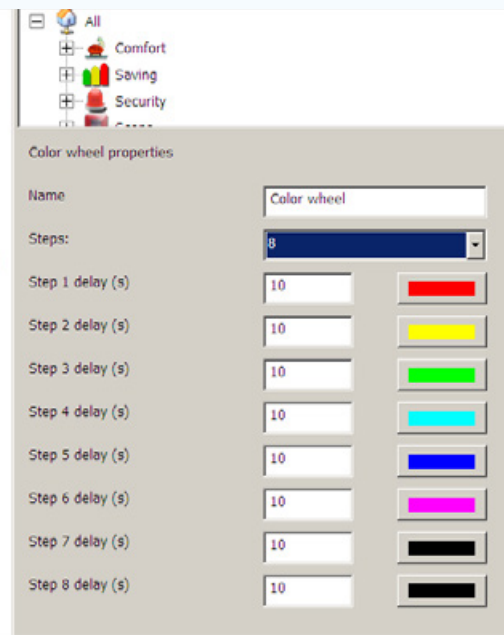 All
Comfort
Saving
Security
Color wheel properties
Name Color wheel
Steps: 8
Step 1 delay (s) 10
Step 2 delay (s) 10
Step 3 delay (s) 10
Step 4 delay (s) 10
Step 5 delay (s) 10
Step 6 delay (s) 10
Step 7 delay (s) 10
Step 8 delay (s) 10